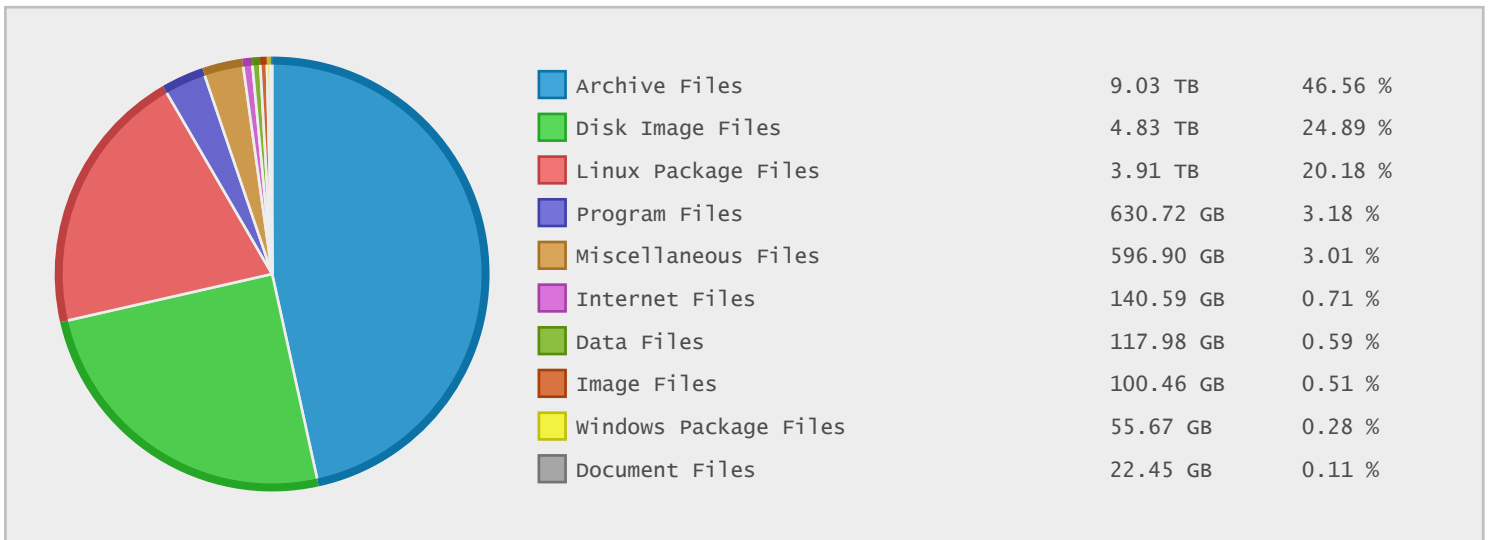 Archive Files 9.03 TB 46.56 %
Disk Image Files 4.83 TB 24.89 %
Linux Package Files 3.91 TB 20.18 %
Program Files 630.72 GB 3.18 %
Miscellaneous Files 596.90 GB 3.01 %
Internet Files 140.59 GB 0.71 %
Data Files 117.98 GB 0.59 %
Image Files 100.46 GB 0.51 %
Windows Package Files 55.67 GB 0.28 %
Document Files 22.45 GB 0.11 %